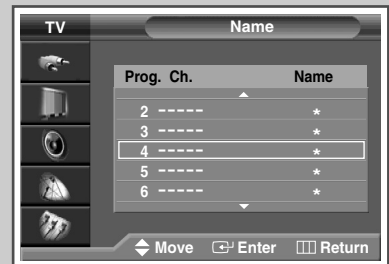 TV Name
Prog. Ch. Name
2 ----- *
3 ----- *
4 ----- *
5 ----- *
6 ----- *
Move Enter Return